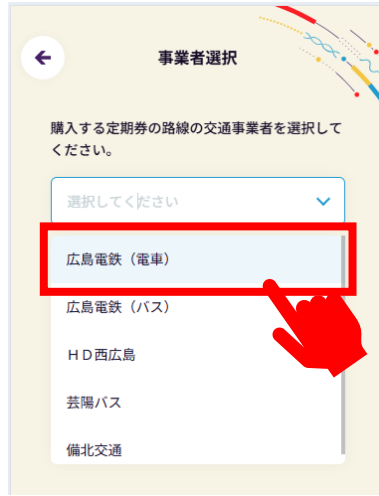 事業者選択
購入する定期券の路線の交通事業者を選択して
ください。
選択してください
広島電鉄（電車）
広島電鉄（バス）
ＨＤ西広島
芸陽バス
備北交通